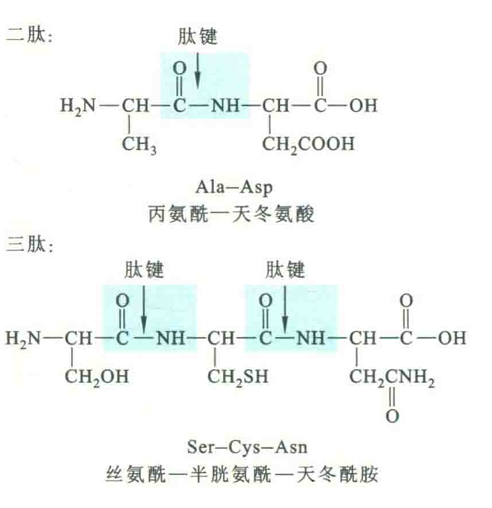 二肽:
肽键
O O
H₂N—CH—C—NH—CH—C—OH
CH₃ CH₂COOH
Ala—Asp
丙氨酰—天冬氨酸
三肽:
肽键 肽键
O O O
H₂N—CH—C—NH—CH—C—NH—CH—C—OH
CH₂OH CH₂SH CH₂CNH₂
O
Ser—Cys—Asn
丝氨酰—半胱氨酰—天冬酰胺